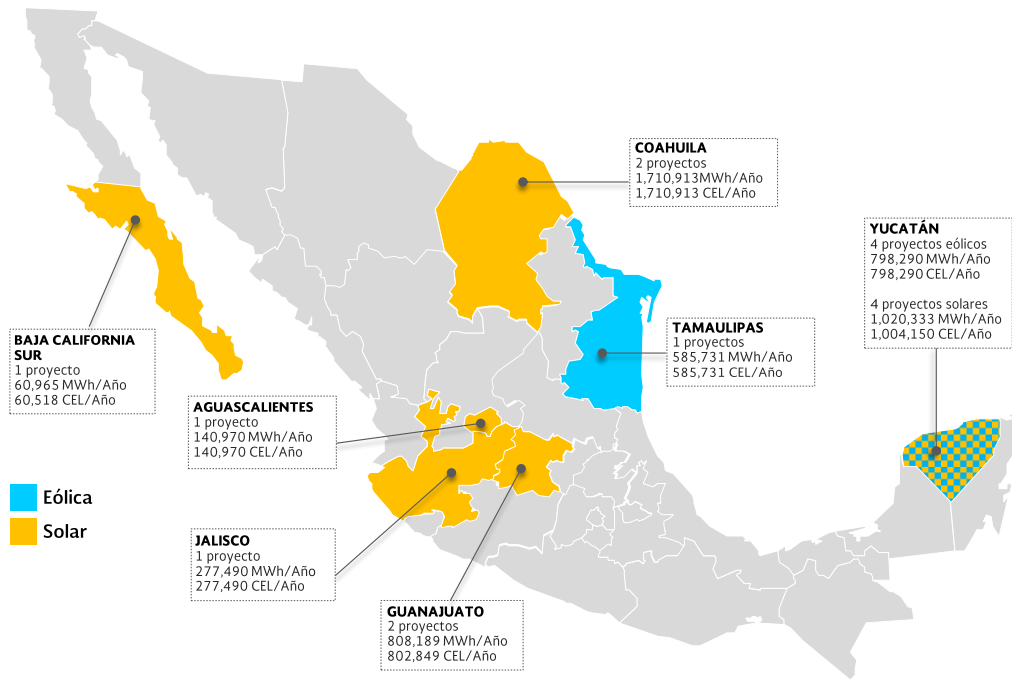 COAHUILA
2 proyectos
1,710,913MWh/Año
1,710,913 CEL/Año
YUCATÁN
4 proyectos eólicos
798,290 MWh/Año
798,290 CEL/Año
4 proyectos solares
1,020,333 MWh/Año
1,004,150 CEL/Año
TAMAULIPAS
1 proyectos
585,731 MWh/Año
585,731 CEL/Año
BAJA CALIFORNIA
SUR
1 proyecto
60,965 MWh/Año
60,518 CEL/Año
AGUASCALIENTES
1 proyecto
140,970 MWh/Año
140,970 CEL/Año
Eólica
Solar
JALISCO
1 proyecto
277,490 MWh/Año
277,490 CEL/Año
GUANAJUATO
2 proyectos
808,189 MWh/Año
802,849 CEL/Año